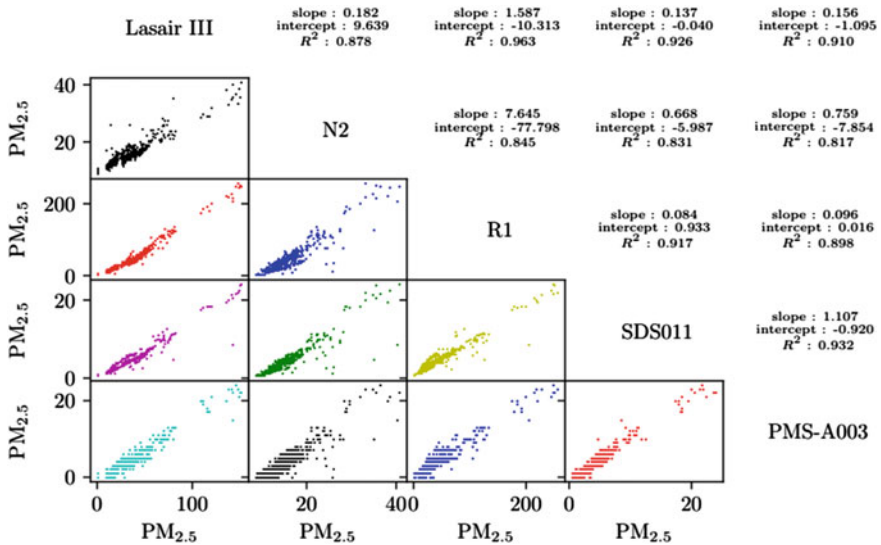 Lasair III
slope : 0.182
intercept : 9.639
R² : 0.878
slope : 1.587
intercept : -10.313
R² : 0.963
slope : 0.137
intercept : -0.040
R² : 0.926
slope : 0.156
intercept : -1.095
R² : 0.910
40
20
PM2.5
N2
slope : 7.645
intercept : -77.798
R² : 0.845
slope : 0.668
intercept : -5.987
R² : 0.831
slope : 0.759
intercept : -7.854
R² : 0.817
200
0
PM2.5
R1
slope : 0.084
intercept : 0.933
R² : 0.917
slope : 0.096
intercept : 0.016
R² : 0.898
20
0
PM2.5
SDS011
slope : 1.107
intercept : -0.920
R² : 0.932
20
0
PM2.5
PMS-A003
0 100
20 40
0 200
0 20
PM2.5 PM2.5 PM2.5 PM2.5